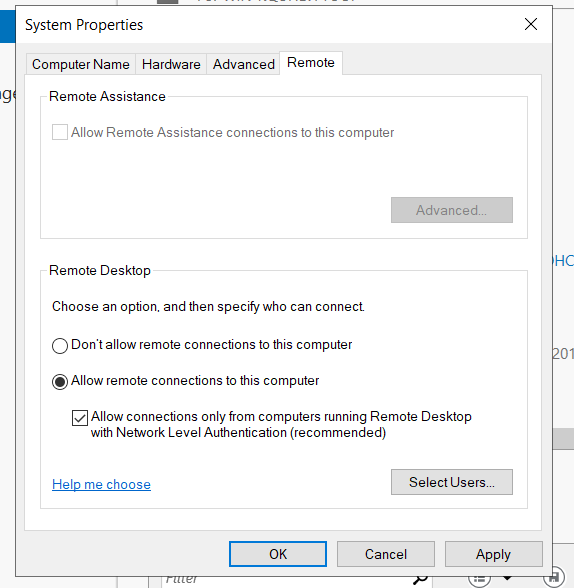 System Properties
Computer Name
Hardware
Advanced
Remote
Remote Assistance
Allow Remote Assistance connections to this computer
Advanced...
Remote Desktop
Choose an option, and then specify who can connect.
Don't allow remote connections to this computer
Allow remote connections to this computer
Allow connections only from computers running Remote Desktop
with Network Level Authentication (recommended)
Help me choose
Select Users...
OK
Cancel
Apply
Filter